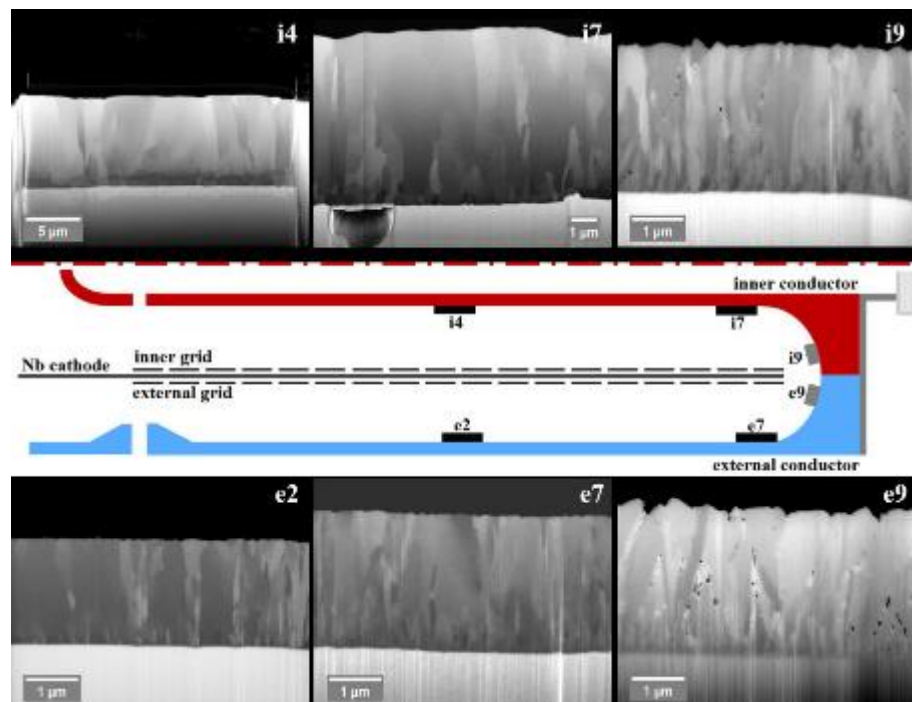 i4
i7
i9
5 µm
1 µm
1 µm
inner conductor
i4
i7
i9
Nb cathode
inner grid
external grid
e9
e2
e7
external conductor
e2
e7
e9
1 µm
1 µm
1 µm